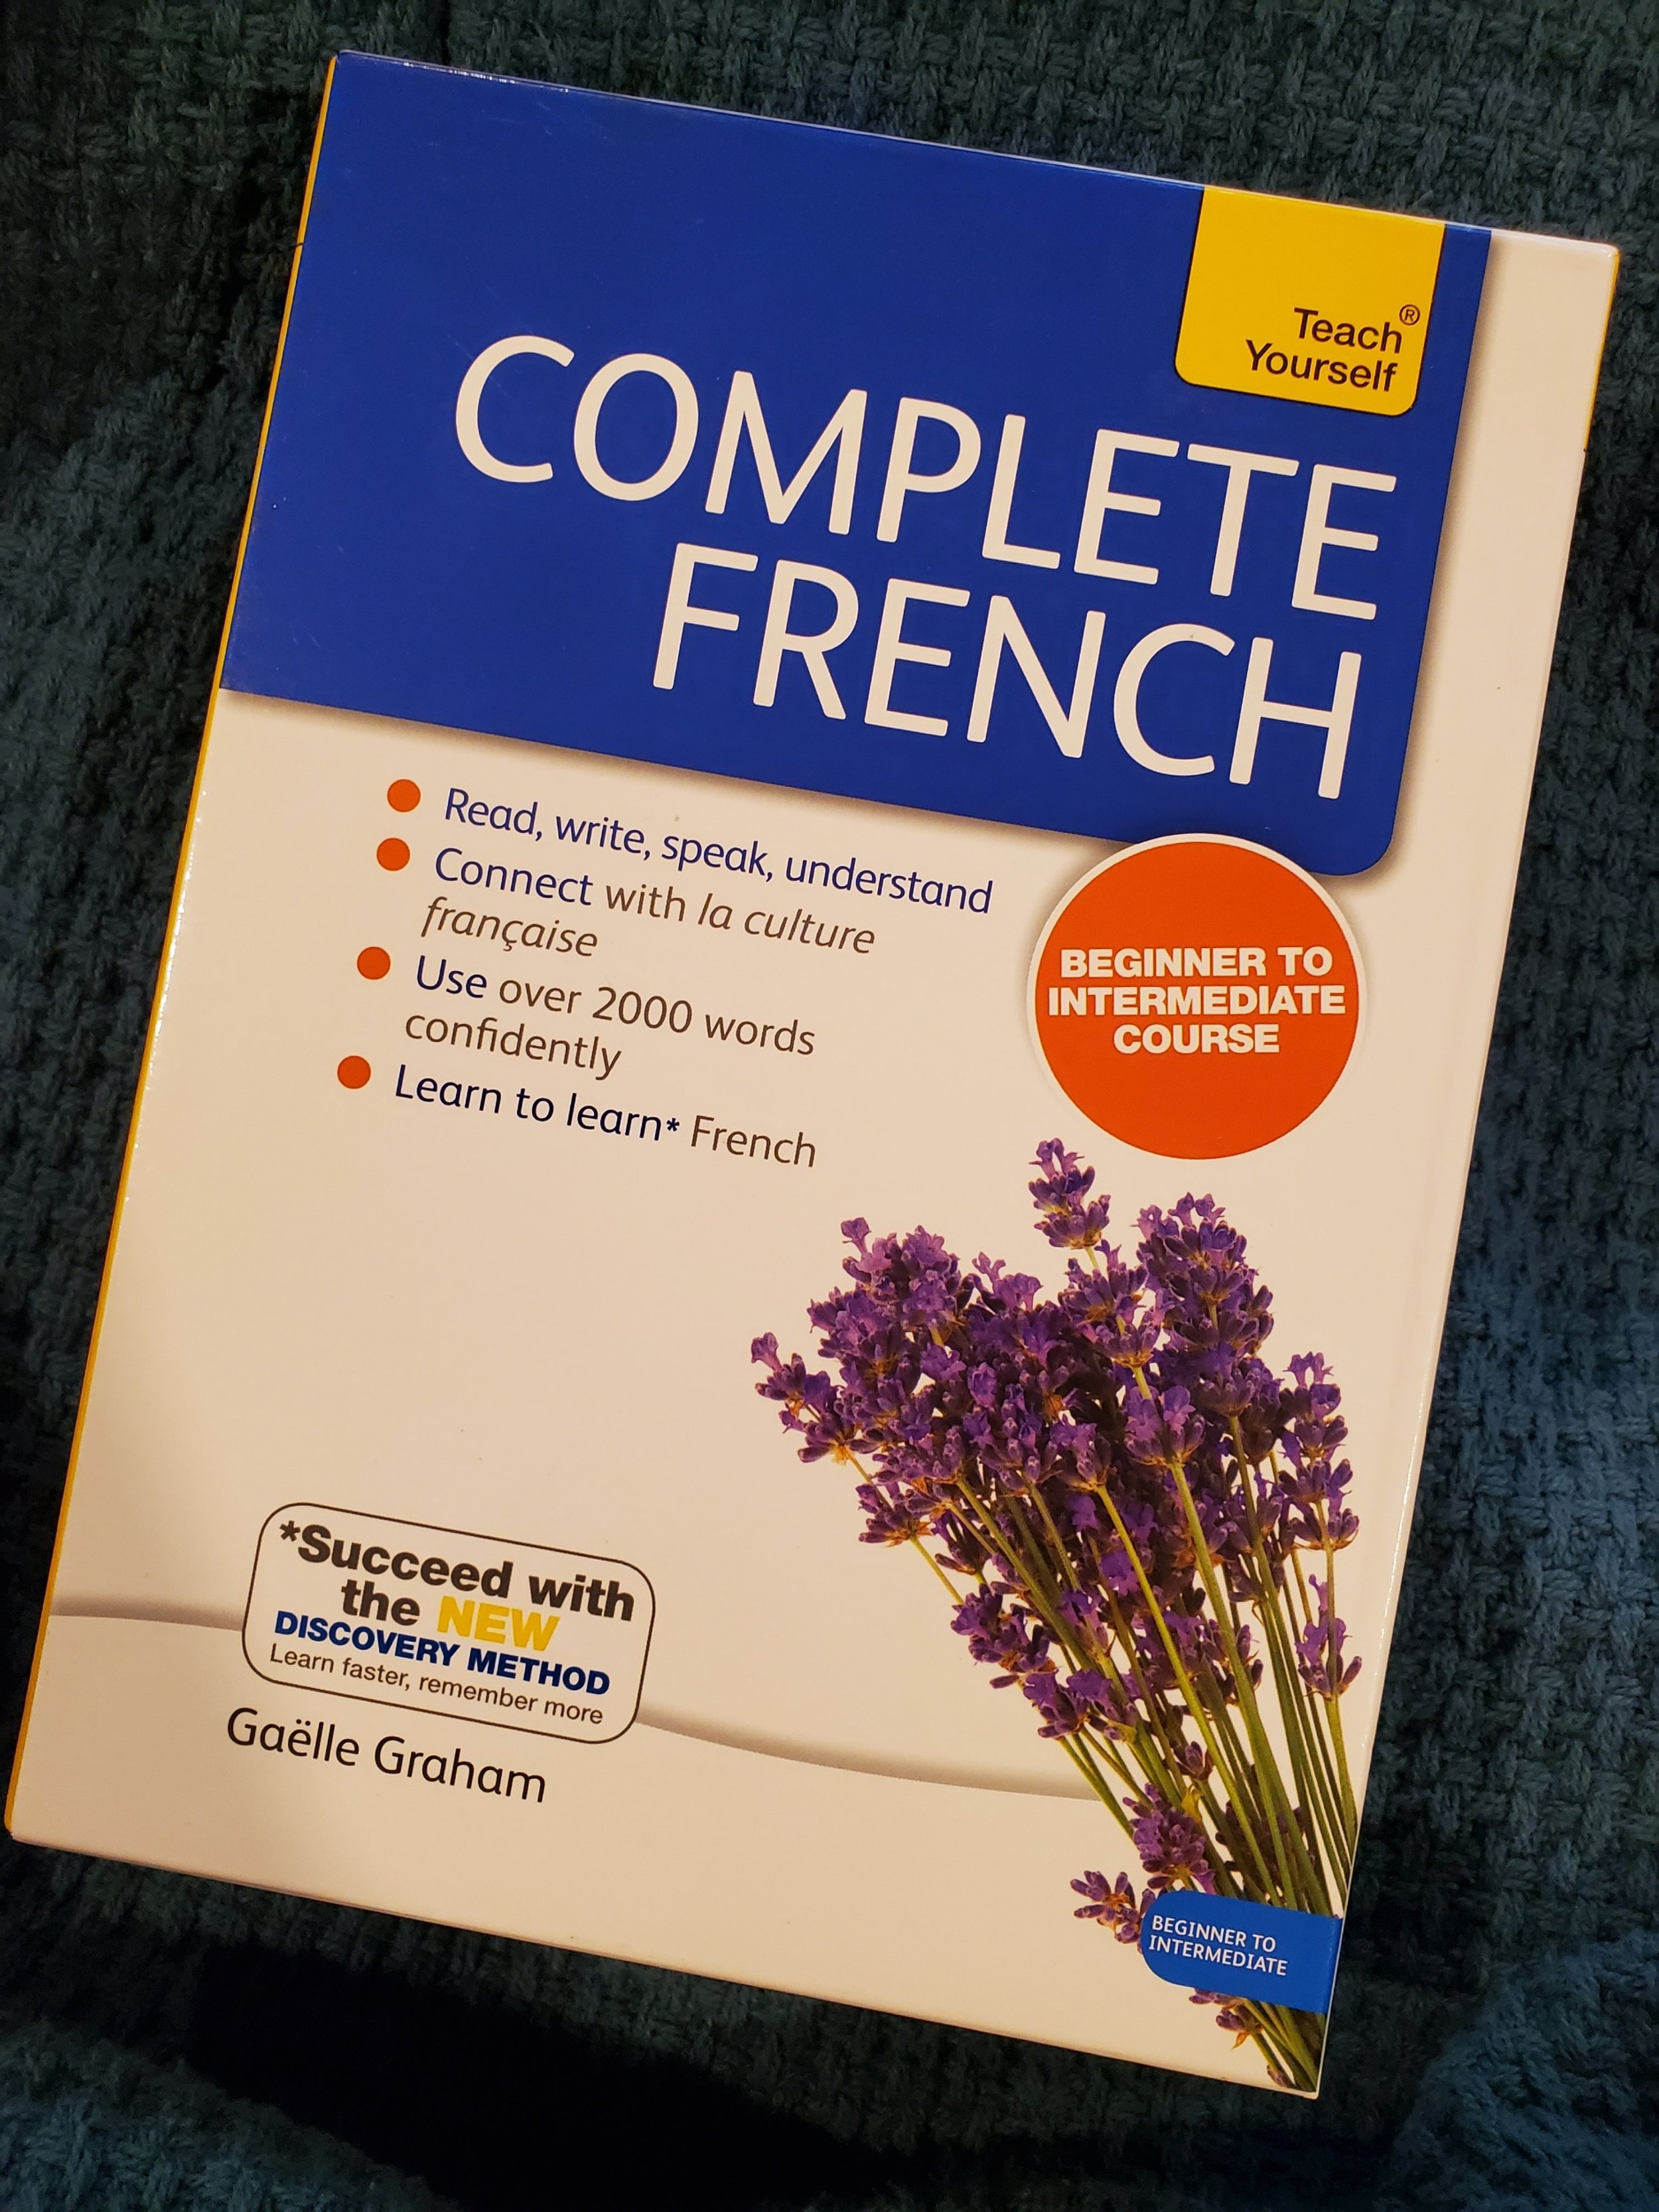 Teach®
Yourself
COMPLETE
FRENCH
Read, write, speak, understand
Connect with la culture
française
Use over 2000 words
confidently
Learn to learn* French
BEGINNER TO
INTERMEDIATE
COURSE
*Succeed with
the NEW
DISCOVERY METHOD
Learn faster, remember more
Gaëlle Graham
BEGINNER TO
INTERMEDIATE